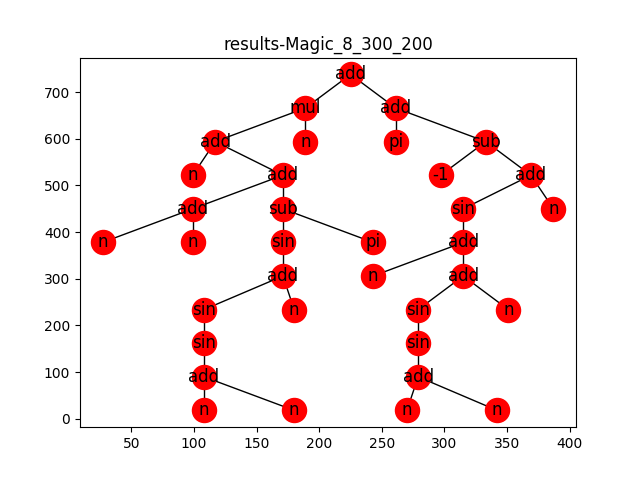 results-Magic_8_300_200
add
mul add
700
add n pi sub
600
n add -1 add
500
add sub sin n
400
n n sin pi add
n add add
300
sin n sin n
200
sin sin
100
add add
n n n n
0
50 100 150 200 250 300 350 400